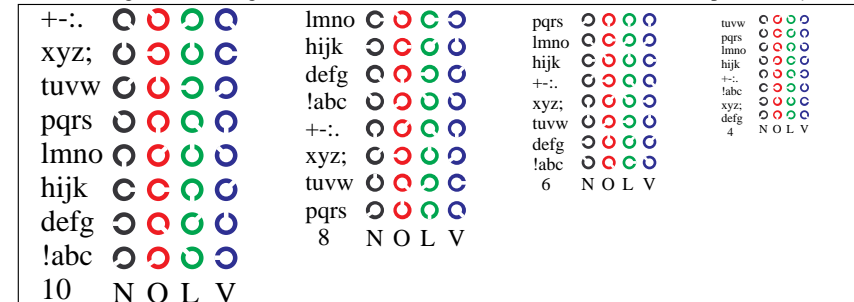 +-:.
xyz;
tuvw
pqrs
lmno
hijk
defg
!abc
10 N O L V
lmno
hijk
defg
!abc
+-:.
xyz;
tuvw
pqrs
8 N O L V
pqrs
lmno
hijk
+-:.
xyz;
tuvw
defg
!abc
6 N O L V
tuvw
pqrs
lmno
hijk
+-:.
!abc
xyz;
defg
4 N O L V